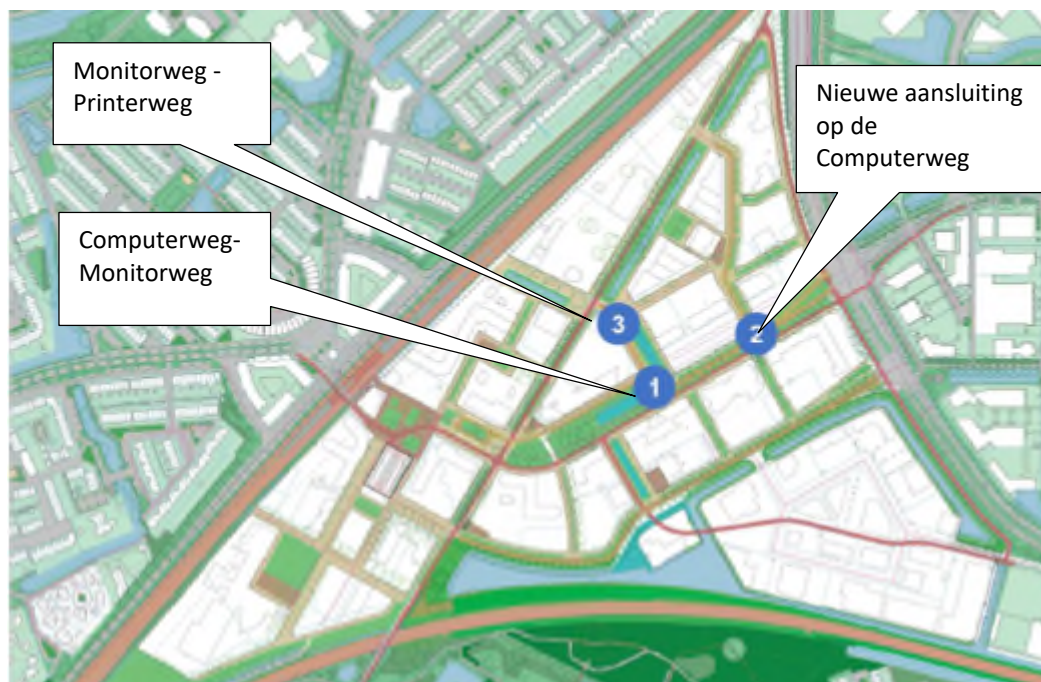 Monitorweg -
Printerweg
Nieuwe aansluiting
op de
Computerweg
Computerweg-
Monitorweg
3
2
1